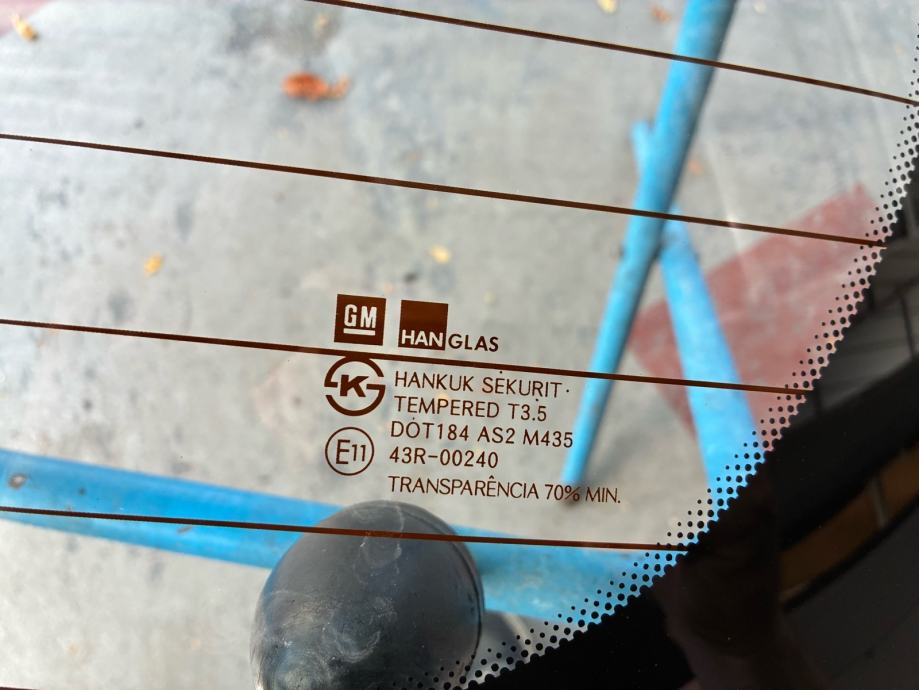 GM HANGLAS
K HANKUK SEKURIT·
TEMPERED T3.5
DOT184 AS2 M435
E11 43R-00240
TRANSPARÊNCIA 70% MIN.